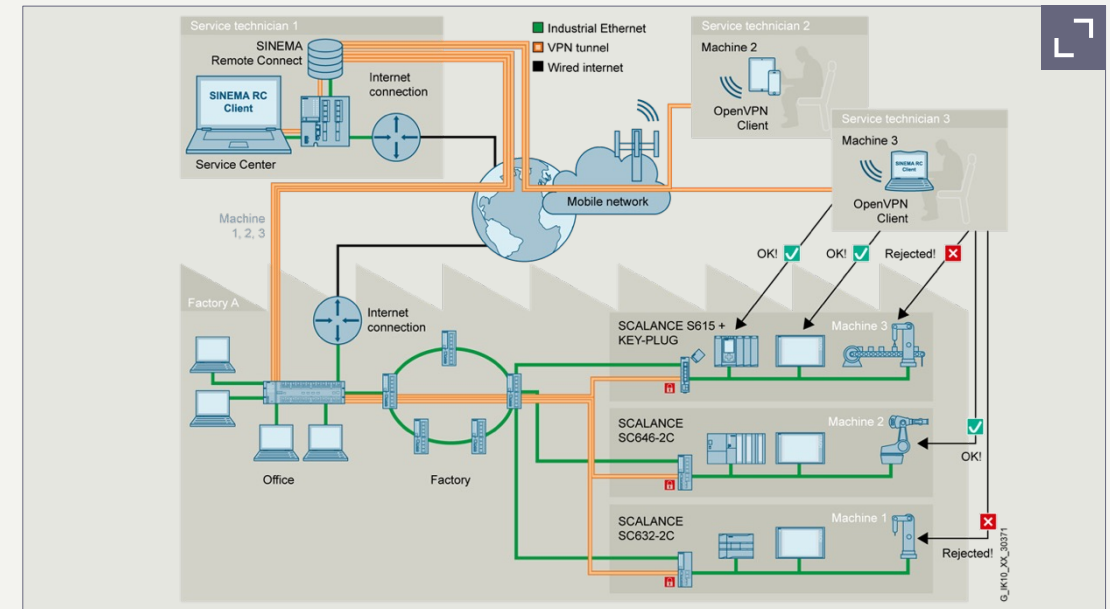 Service technician 1
SINEMA
Remote Connect
SINEMA RC
Client
Internet
connection
Service Center
Industrial Ethernet
VPN tunnel
Wired internet
Service technician 2
Machine 2
OpenVPN
Client
Service technician 3
Machine 3
SINEMA RC
Client
OpenVPN
Client
Mobile network
Machine
1, 2, 3
OK!
OK!
Rejected!
Factory A
Internet
connection
Office
Factory
SCALANCE S615 +
KEY-PLUG
Machine 3
SCALANCE
SC646-2C
Machine 2
OK!
SCALANCE
SC632-2C
Machine 1
Rejected!
G_IK10_XX_30371